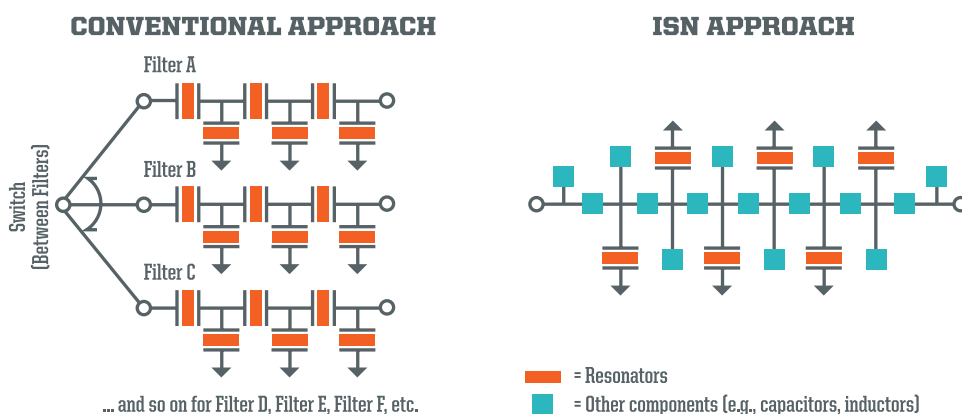 CONVENTIONAL APPROACH
Filter A
Filter B
Filter C
Switch
(Between Filters)
... and so on for Filter D, Filter E, Filter F, etc.
ISN APPROACH
= Resonators
= Other components (e.g., capacitors, inductors)